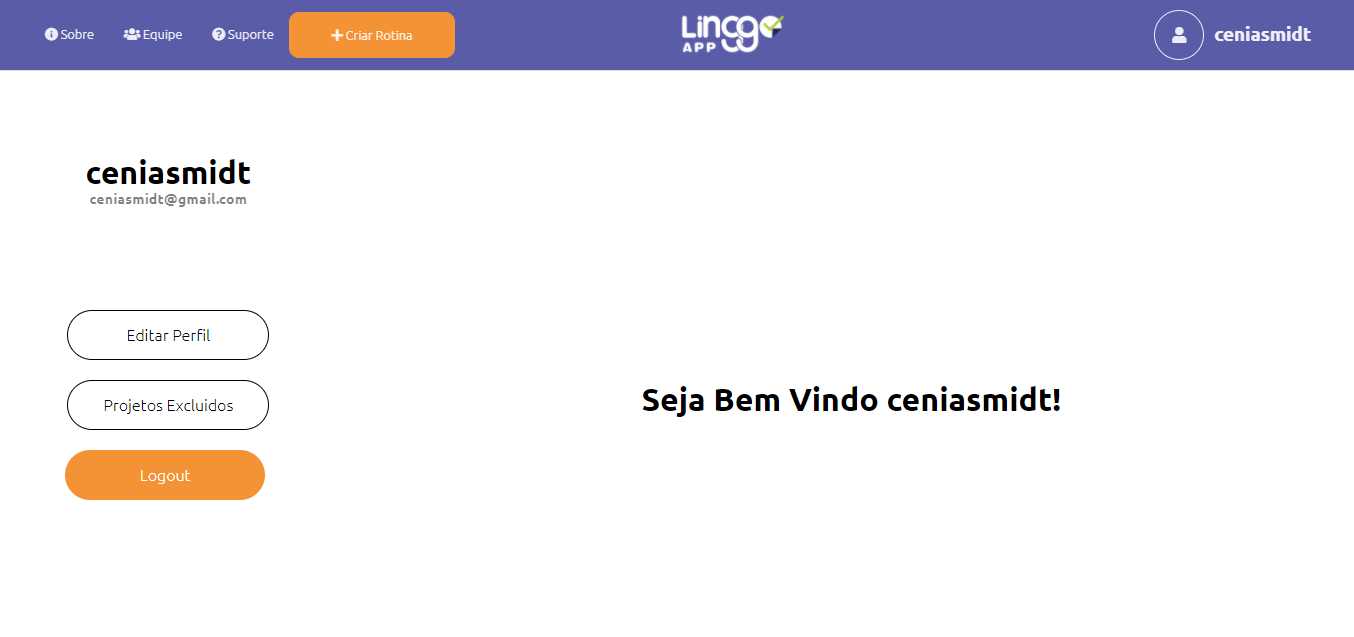 Sobre Equipe Suporte Criar Rotina
Lincgo
APP
ceniasmidt
ceniasmidt
ceniasmidt@gmail.com
Editar Perfil
Projetos Excluidos
Logout
Seja Bem Vindo ceniasmidt!